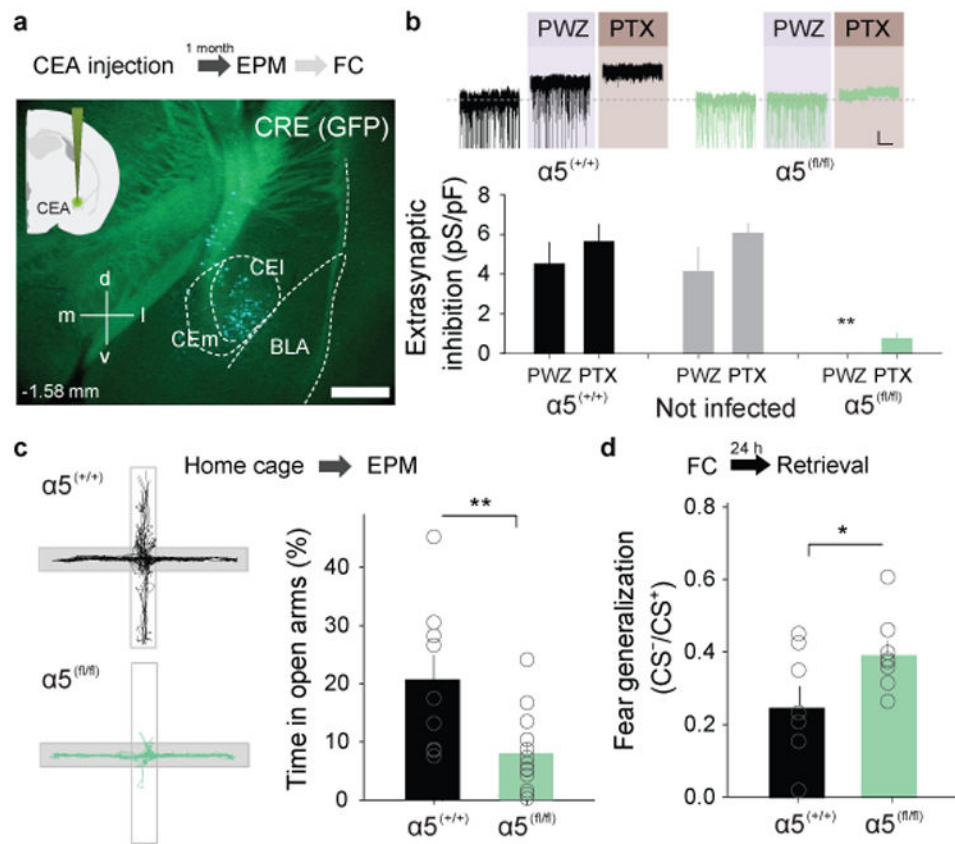 a
1 month
CEA injection EPM FC
CRE (GFP)
CEA
d
m l
v
CEl
CEm
BLA
-1.58 mm
b
PWZ PTX PWZ PTX
α5(+/+) α5(fl/fl)
Extrasynaptic
inhibition (pS/pF)
6
4
2
0
**
PWZ PTX PWZ PTX PWZ PTX
α5(+/+) Not infected α5(fl/fl)
c
Home cage EPM
α5(+/+)
α5(fl/fl)
Time in open arms (%)
40
30
20
10
0
**
α5(+/+) α5(fl/fl)
d
24 h
FC Retrieval
Fear generalization
(CS-/CS+)
0.8
0.6
0.4
0.2
0.0
*
α5(+/+) α5(fl/fl)